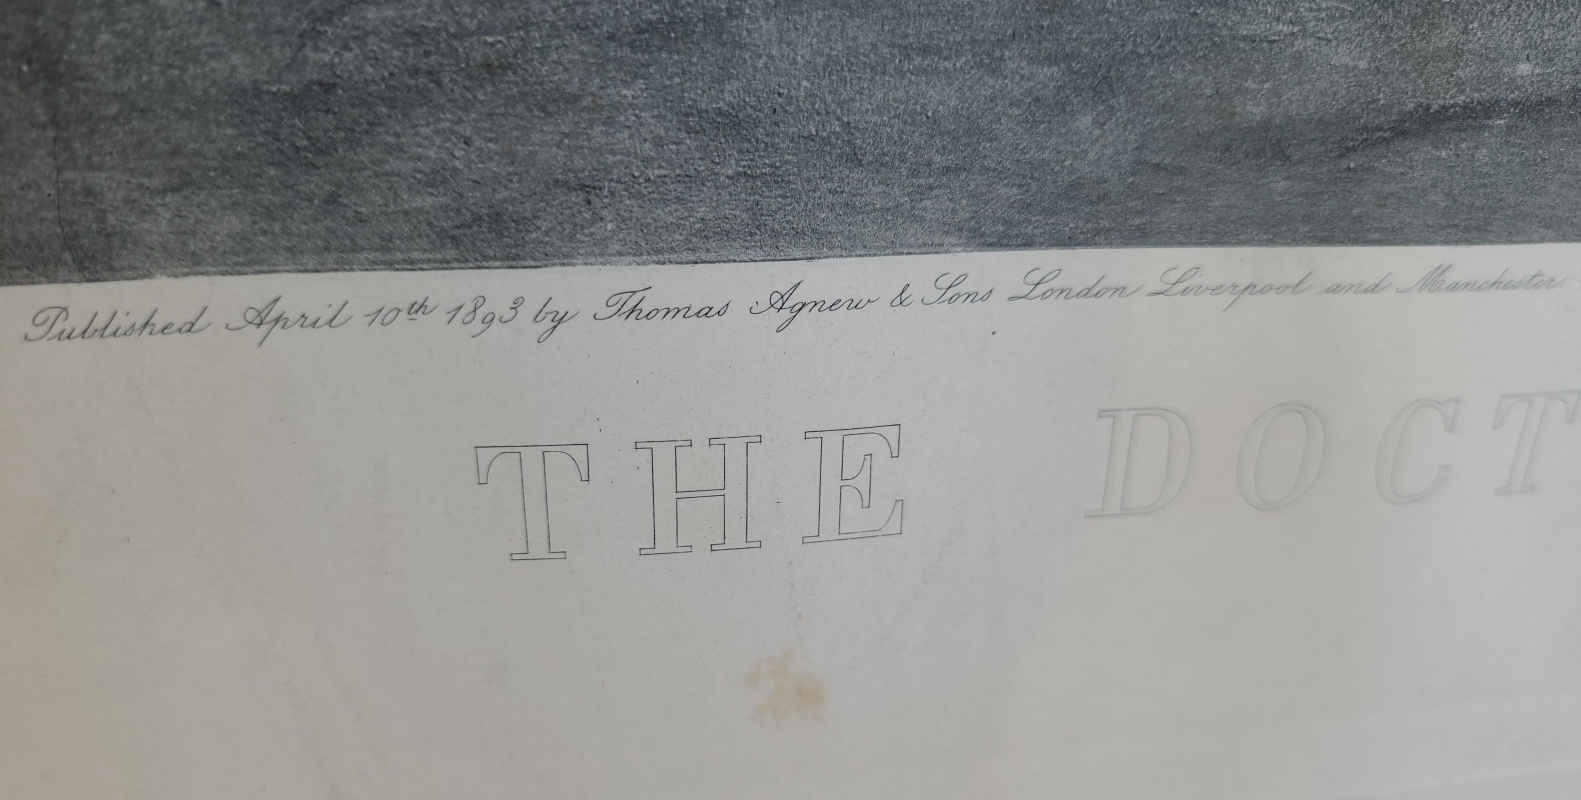 Published April 10th 1893 by Thomas Agnew & Sons London Liverpool and Manchester
THE DOCT